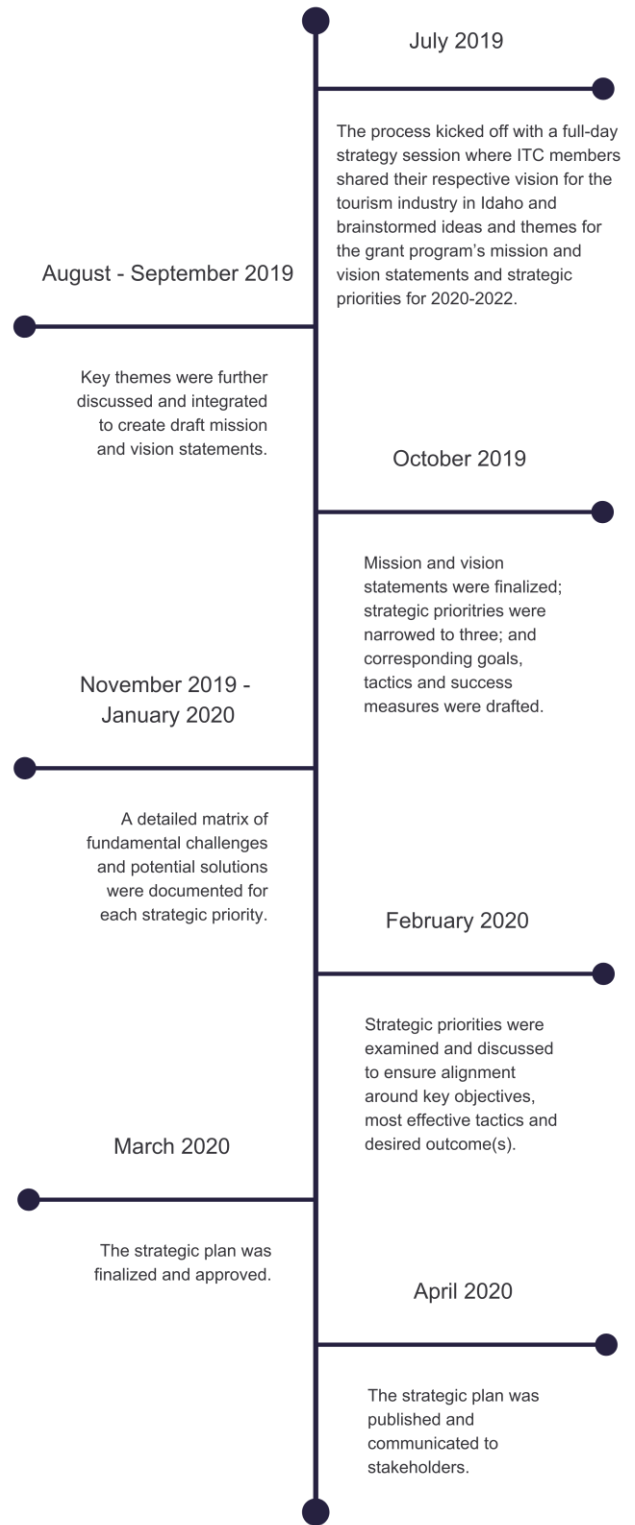 July 2019
The process kicked off with a full-day
strategy session where ITC members
shared their respective vision for the
tourism industry in Idaho and
brainstormed ideas and themes for
the grant program's mission and
vision statements and strategic
priorities for 2020-2022.
August - September 2019
Key themes were further
discussed and integrated
to create draft mission
and vision statements.
October 2019
Mission and vision
statements were finalized;
strategic prioritries were
narrowed to three; and
corresponding goals,
tactics and success
measures were drafted.
November 2019 -
January 2020
A detailed matrix of
fundamental challenges
and potential solutions
were documented for
each strategic priority.
February 2020
Strategic priorities were
examined and discussed
to ensure alignment
around key objectives,
most effective tactics and
desired outcome(s).
March 2020
The strategic plan was
finalized and approved.
April 2020
The strategic plan was
published and
communicated to
stakeholders.